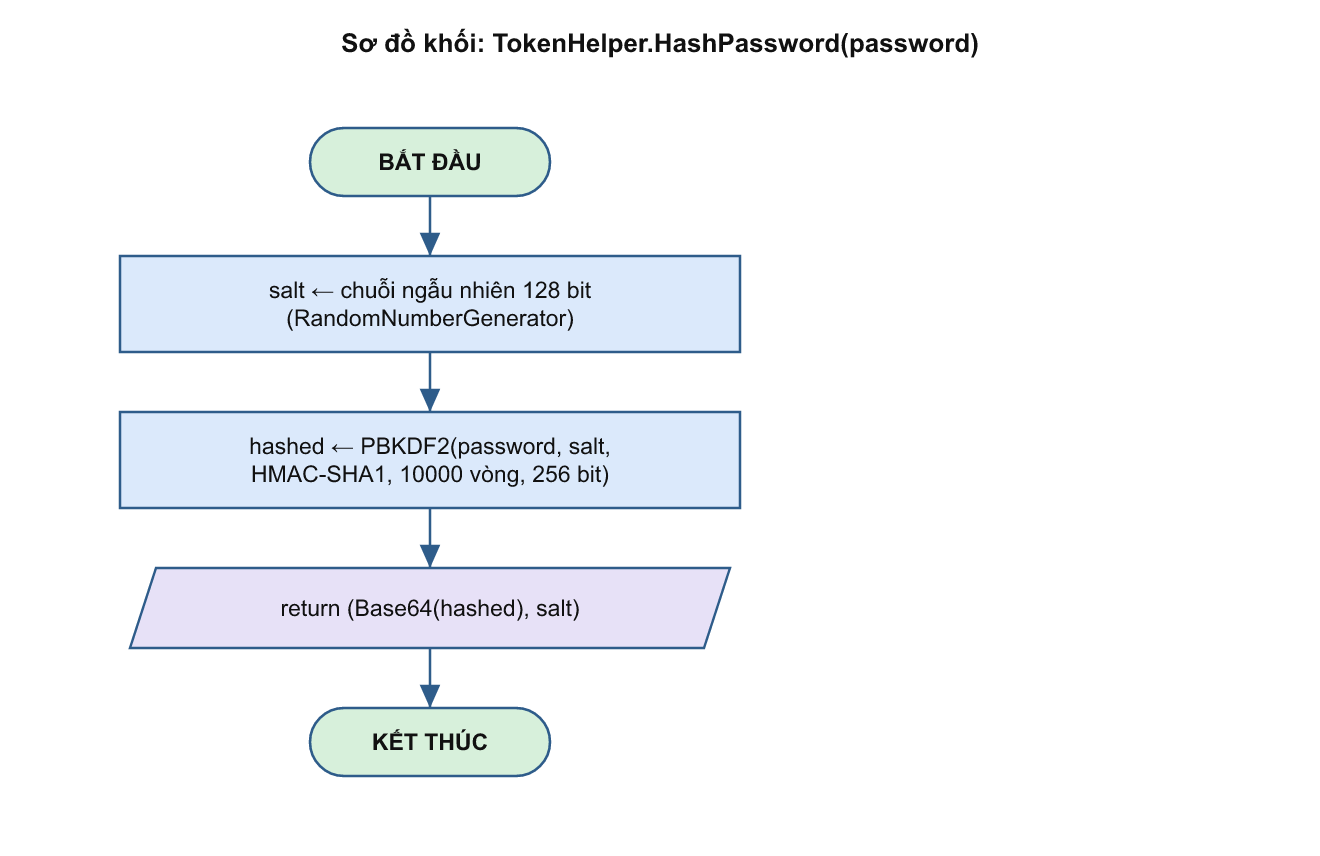 Sơ đồ khối: TokenHelper.HashPassword(password)
BẮT ĐẦU
salt ← chuỗi ngẫu nhiên 128 bit
(RandomNumberGenerator)
hashed ← PBKDF2(password, salt,
HMAC-SHA1, 10000 vòng, 256 bit)
return (Base64(hashed), salt)
KẾT THÚC